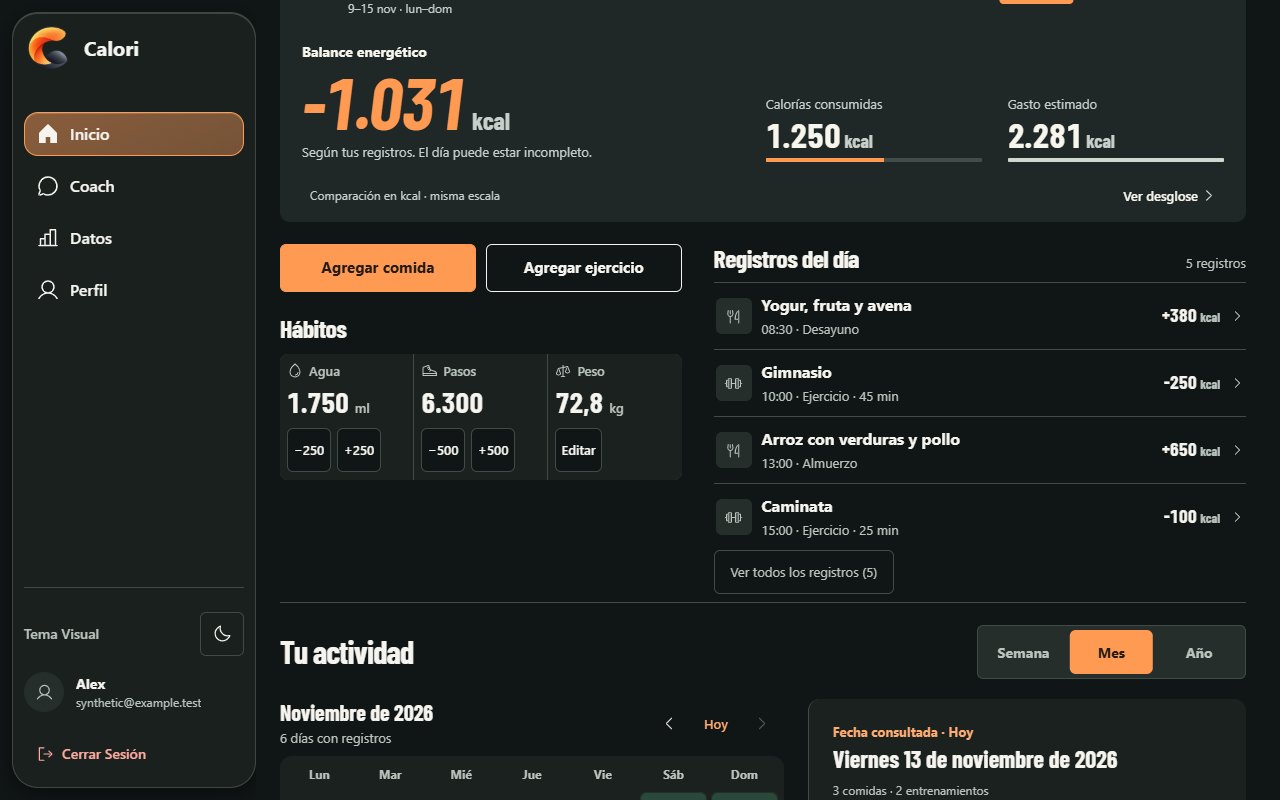 Calori
Inicio
Coach
Datos
Perfil
Tema Visual
Alex
synthetic@example.test
Cerrar Sesión
9–15 nov · lun–dom
Balance energético
-1.031 kcal
Según tus registros. El día puede estar incompleto.
Calorías consumidas
1.250 kcal
Gasto estimado
2.281 kcal
Comparación en kcal · misma escala
Ver desglose
Agregar comida
Agregar ejercicio
Hábitos
Agua
1.750 ml
−250 +250
Pasos
6.300
−500 +500
Peso
72,8 kg
Editar
Registros del día
5 registros
Yogur, fruta y avena
08:30 · Desayuno
+380 kcal
Gimnasio
10:00 · Ejercicio · 45 min
-250 kcal
Arroz con verduras y pollo
13:00 · Almuerzo
+650 kcal
Caminata
15:00 · Ejercicio · 25 min
-100 kcal
Ver todos los registros (5)
Tu actividad
Semana Mes Año
Noviembre de 2026
6 días con registros
Hoy
Lun Mar Mié Jue Vie Sáb Dom
Fecha consultada · Hoy
Viernes 13 de noviembre de 2026
3 comidas · 2 entrenamientos